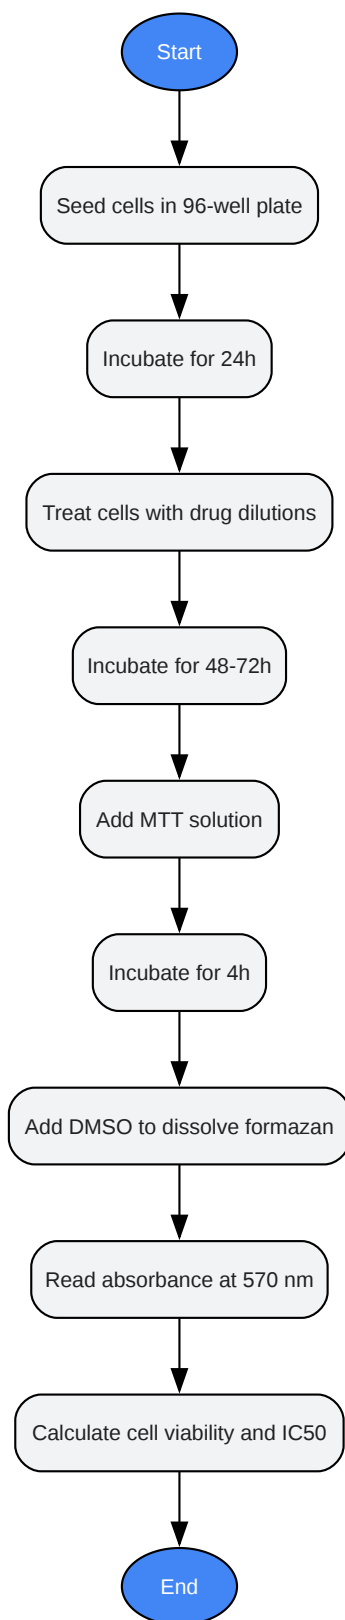 Start
Seed cells in 96-well plate
Incubate for 24h
Treat cells with drug dilutions
Incubate for 48-72h
Add MTT solution
Incubate for 4h
Add DMSO to dissolve formazan
Read absorbance at 570 nm
Calculate cell viability and IC50
End